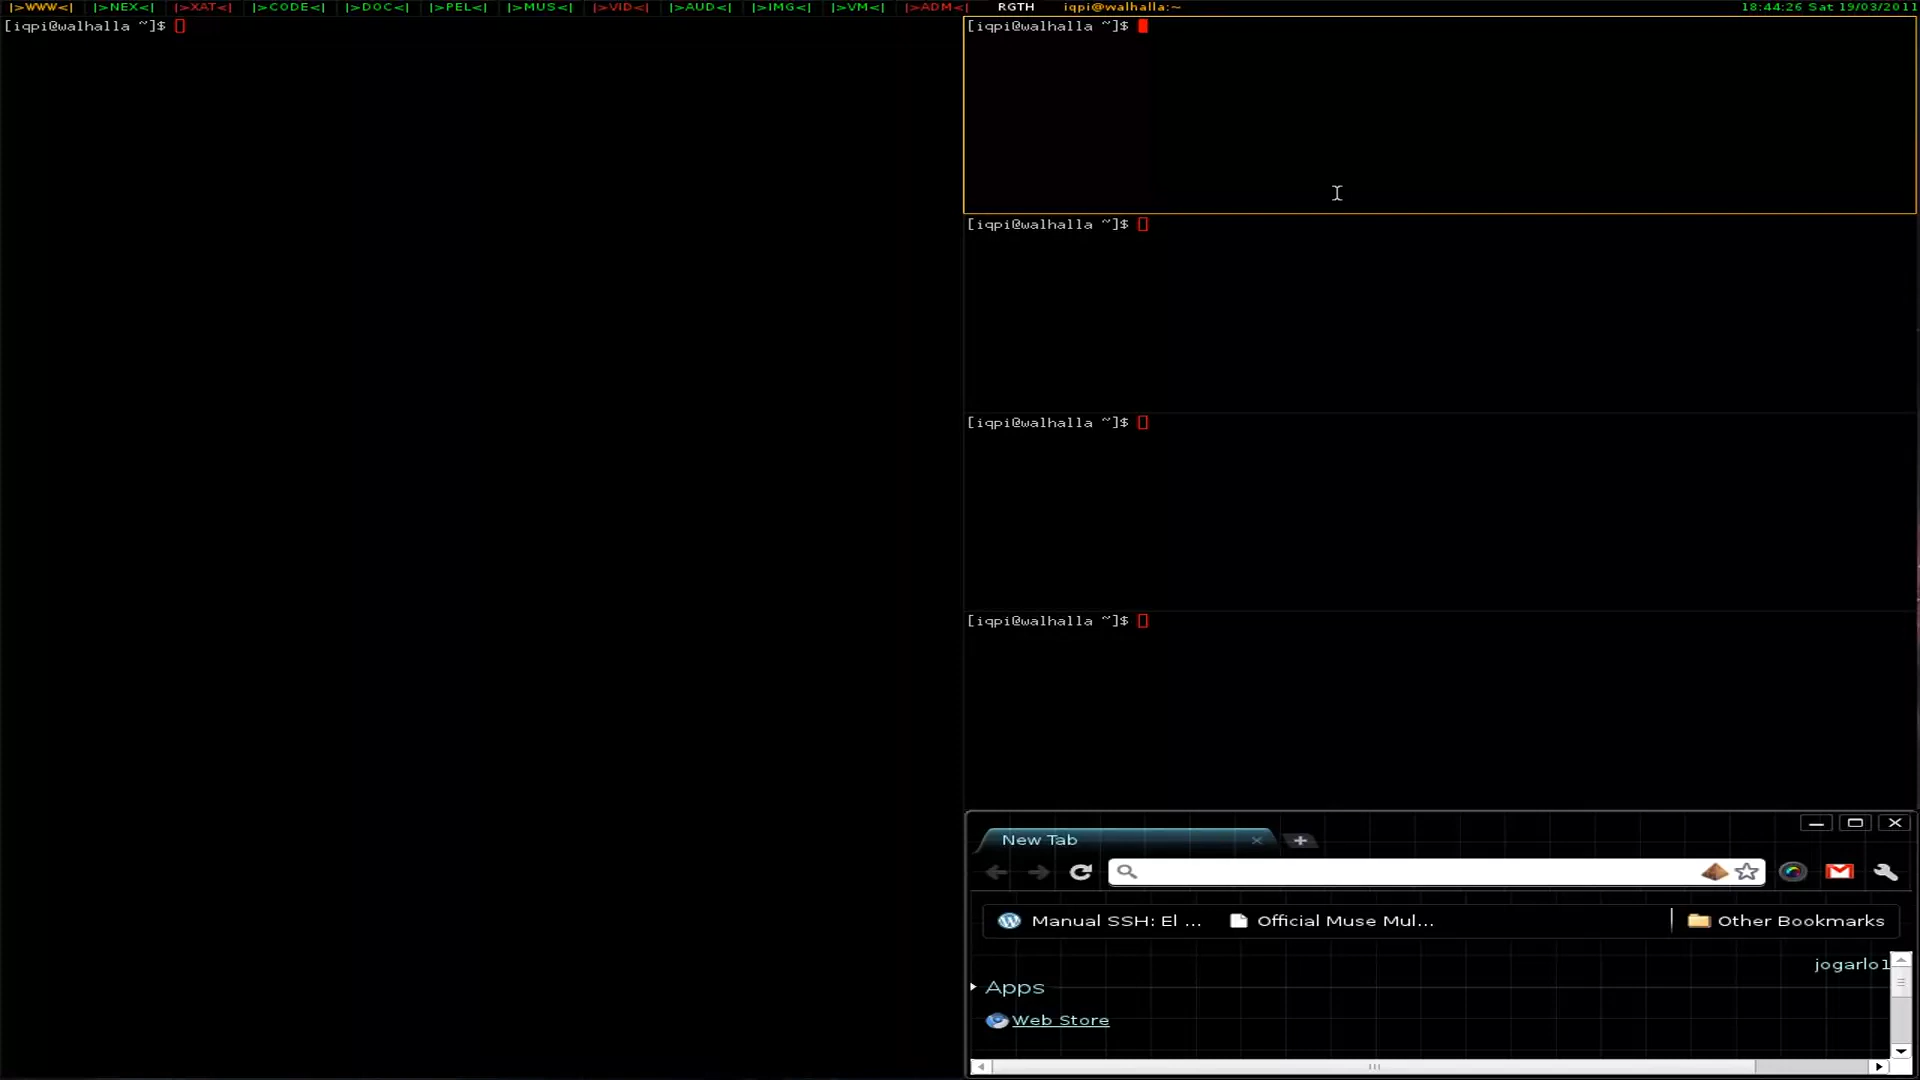 |>WWW<| |>NEX<| |>XAT<| |>CODE<| |>DOC<| |>PEL<| |>MUS<| |>VID<| |>AUD<| |>IMG<| |>VM<| |>ADM<| RGTH iqpi@walhalla:~ 18:44:26 Sat 19/03/2011
[iqpi@walhalla ~]$
[iqpi@walhalla ~]$
[iqpi@walhalla ~]$
[iqpi@walhalla ~]$
[iqpi@walhalla ~]$
New Tab
Manual SSH: El ... Official Muse Mul... Other Bookmarks
jogarlo1
Apps
Web Store